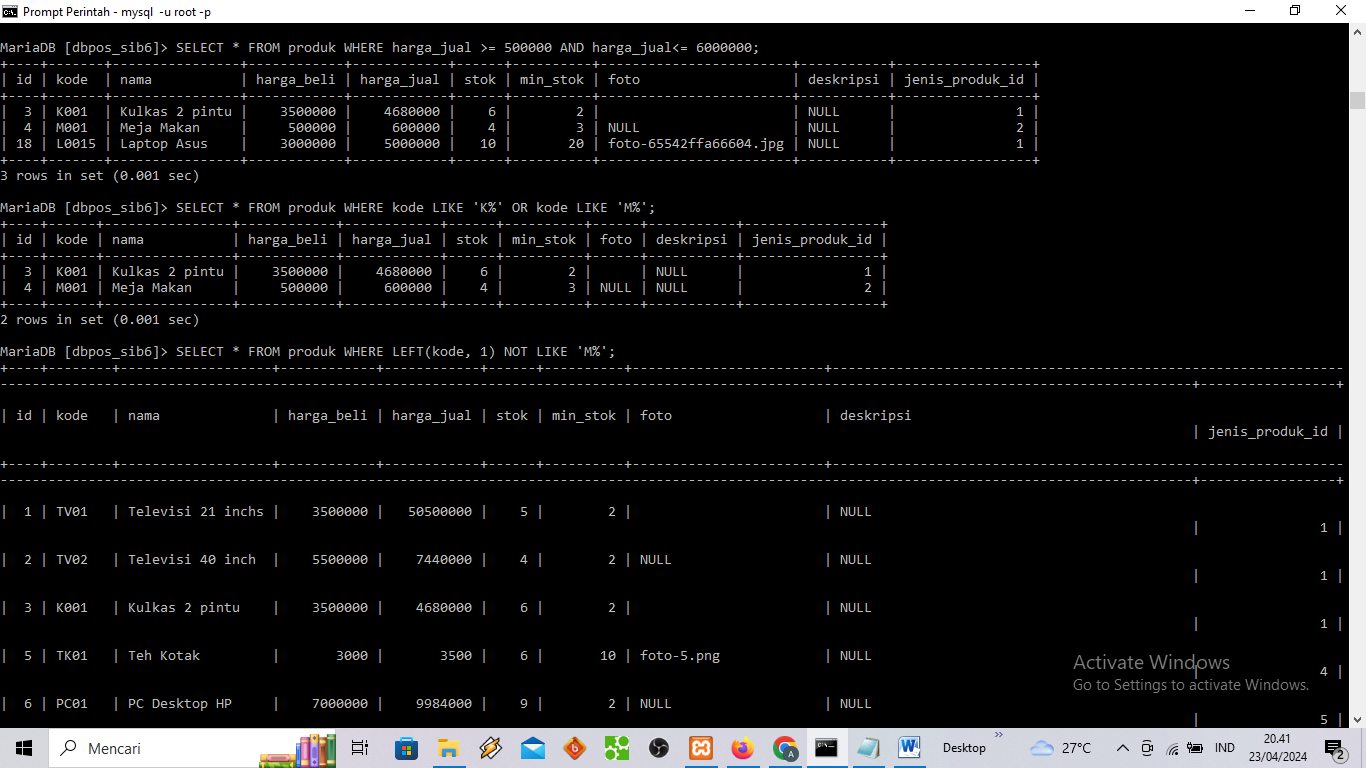 Prompt Perintah - mysql  -u root -p
MariaDB [dbpos_sib6]> SELECT * FROM produk WHERE harga_jual >= 500000 AND harga_jual<= 6000000;
+----+-------+----------------+------------+------------+------+----------+------------------------+-----------+-----------------+
| id | kode  | nama           | harga_beli | harga_jual | stok | min_stok | foto                   | deskripsi | jenis_produk_id |
+----+-------+----------------+------------+------------+------+----------+------------------------+-----------+-----------------+
|  3 | K001  | Kulkas 2 pintu |    3500000 |    4680000 |    6 |        2 |                        | NULL      |               1 |
|  4 | M001  | Meja Makan     |     500000 |     600000 |    4 |        3 | NULL                   | NULL      |               2 |
| 18 | L0015 | Laptop Asus    |    3000000 |    5000000 |   10 |       20 | foto-65542ffa66604.jpg | NULL      |               1 |
+----+-------+----------------+------------+------------+------+----------+------------------------+-----------+-----------------+
3 rows in set (0.001 sec)
MariaDB [dbpos_sib6]> SELECT * FROM produk WHERE kode LIKE 'K%' OR kode LIKE 'M%';
+----+------+----------------+------------+------------+------+----------+------+-----------+-----------------+
| id | kode | nama           | harga_beli | harga_jual | stok | min_stok | foto | deskripsi | jenis_produk_id |
+----+------+----------------+------------+------------+------+----------+------+-----------+-----------------+
|  3 | K001 | Kulkas 2 pintu |    3500000 |    4680000 |    6 |        2 |      | NULL      |               1 |
|  4 | M001 | Meja Makan     |     500000 |     600000 |    4 |        3 | NULL | NULL      |               2 |
+----+------+----------------+------------+------------+------+----------+------+-----------+-----------------+
2 rows in set (0.001 sec)
MariaDB [dbpos_sib6]> SELECT * FROM produk WHERE LEFT(kode, 1) NOT LIKE 'M%';
| id | kode   | nama              | harga_beli | harga_jual | stok | min_stok | foto                   | deskripsi
| jenis_produk_id |
|  1 | TV01   | Televisi 21 inchs |    3500000 |   50500000 |    5 |        2 |                        | NULL
|               1 |
|  2 | TV02   | Televisi 40 inch  |    5500000 |    7440000 |    4 |        2 | NULL                   | NULL
|               1 |
|  3 | K001   | Kulkas 2 pintu    |    3500000 |    4680000 |    6 |        2 |                        | NULL
|               1 |
|  5 | TK01   | Teh Kotak         |       3000 |       3500 |    6 |       10 | foto-5.png             | NULL
|               4 |
|  6 | PC01   | PC Desktop HP     |    7000000 |    9984000 |    9 |        2 | NULL                   | NULL
|               5 |
Activate Windows
Go to Settings to activate Windows.
Mencari
Desktop
27°C
IND
20.41
23/04/2024
2